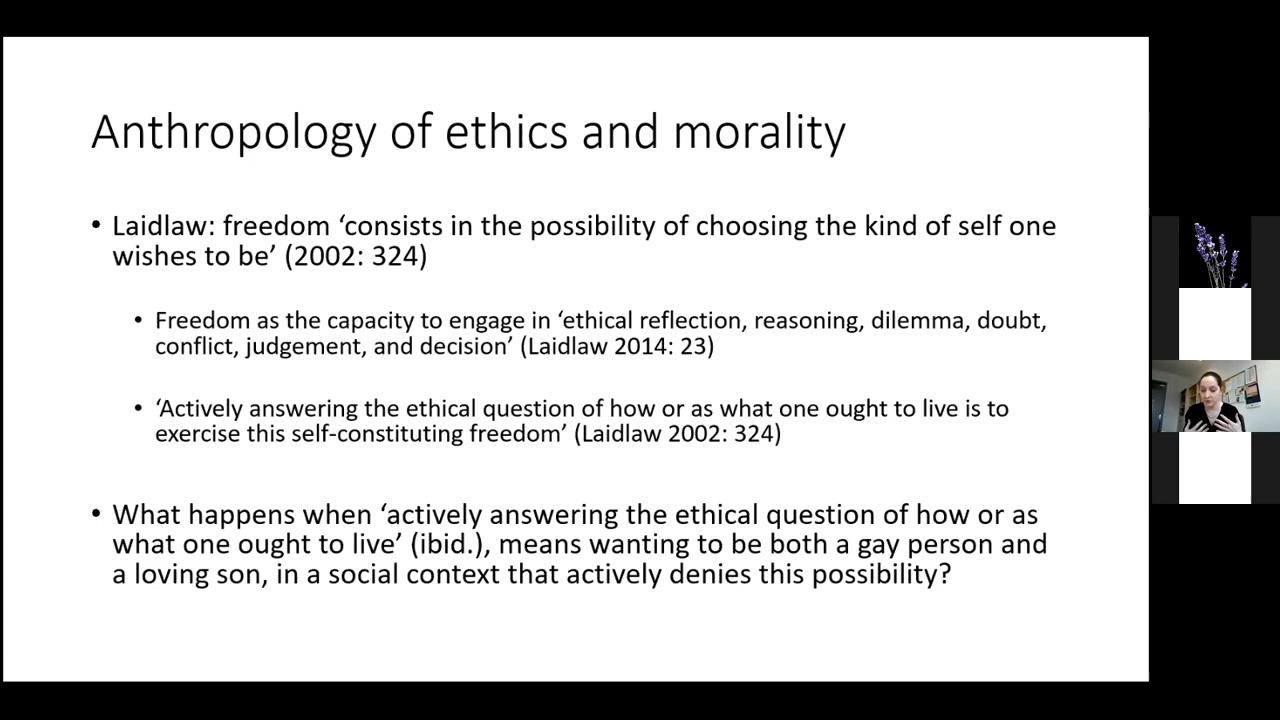 Anthropology of ethics and morality
• Laidlaw: freedom ‘consists in the possibility of choosing the kind of self one
wishes to be’ (2002: 324)
• Freedom as the capacity to engage in ‘ethical reflection, reasoning, dilemma, doubt,
conflict, judgement, and decision’ (Laidlaw 2014: 23)
• ‘Actively answering the ethical question of how or as what one ought to live is to
exercise this self-constituting freedom’ (Laidlaw 2002: 324)
• What happens when ‘actively answering the ethical question of how or as
what one ought to live’ (ibid.), means wanting to be both a gay person and
a loving son, in a social context that actively denies this possibility?